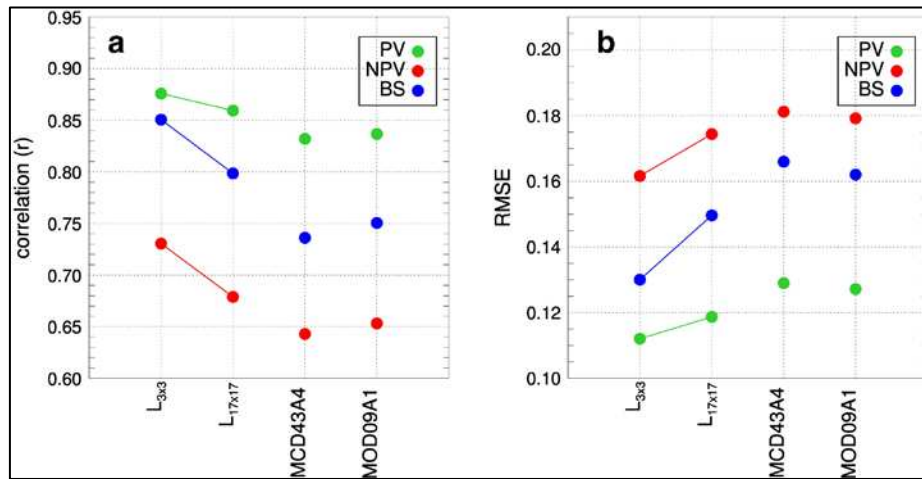 a
PV
NPV
BS
correlation (r)
0.95
0.90
0.85
0.80
0.75
0.70
0.65
0.60
L3x3
L17x17
MCD43A4
MOD09A1
b
PV
NPV
BS
RMSE
0.20
0.18
0.16
0.14
0.12
0.10
L3x3
L17x17
MCD43A4
MOD09A1